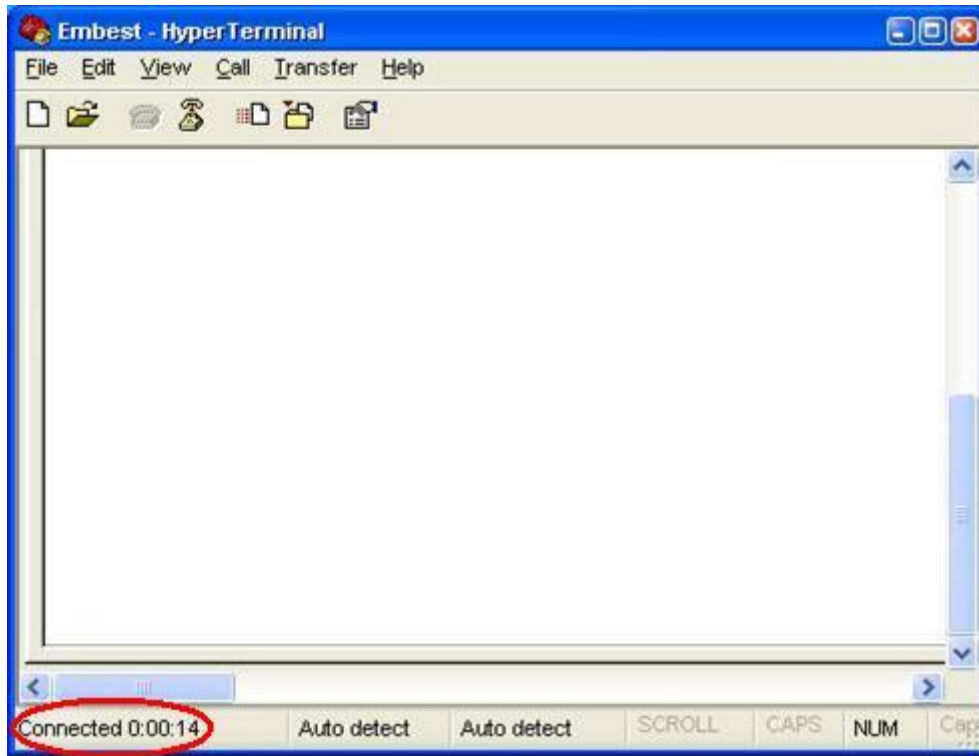 Embest - HyperTerminal
File Edit View Call Transfer Help
Connected 0:00:14 Auto detect Auto detect SCROLL CAPS NUM Cap